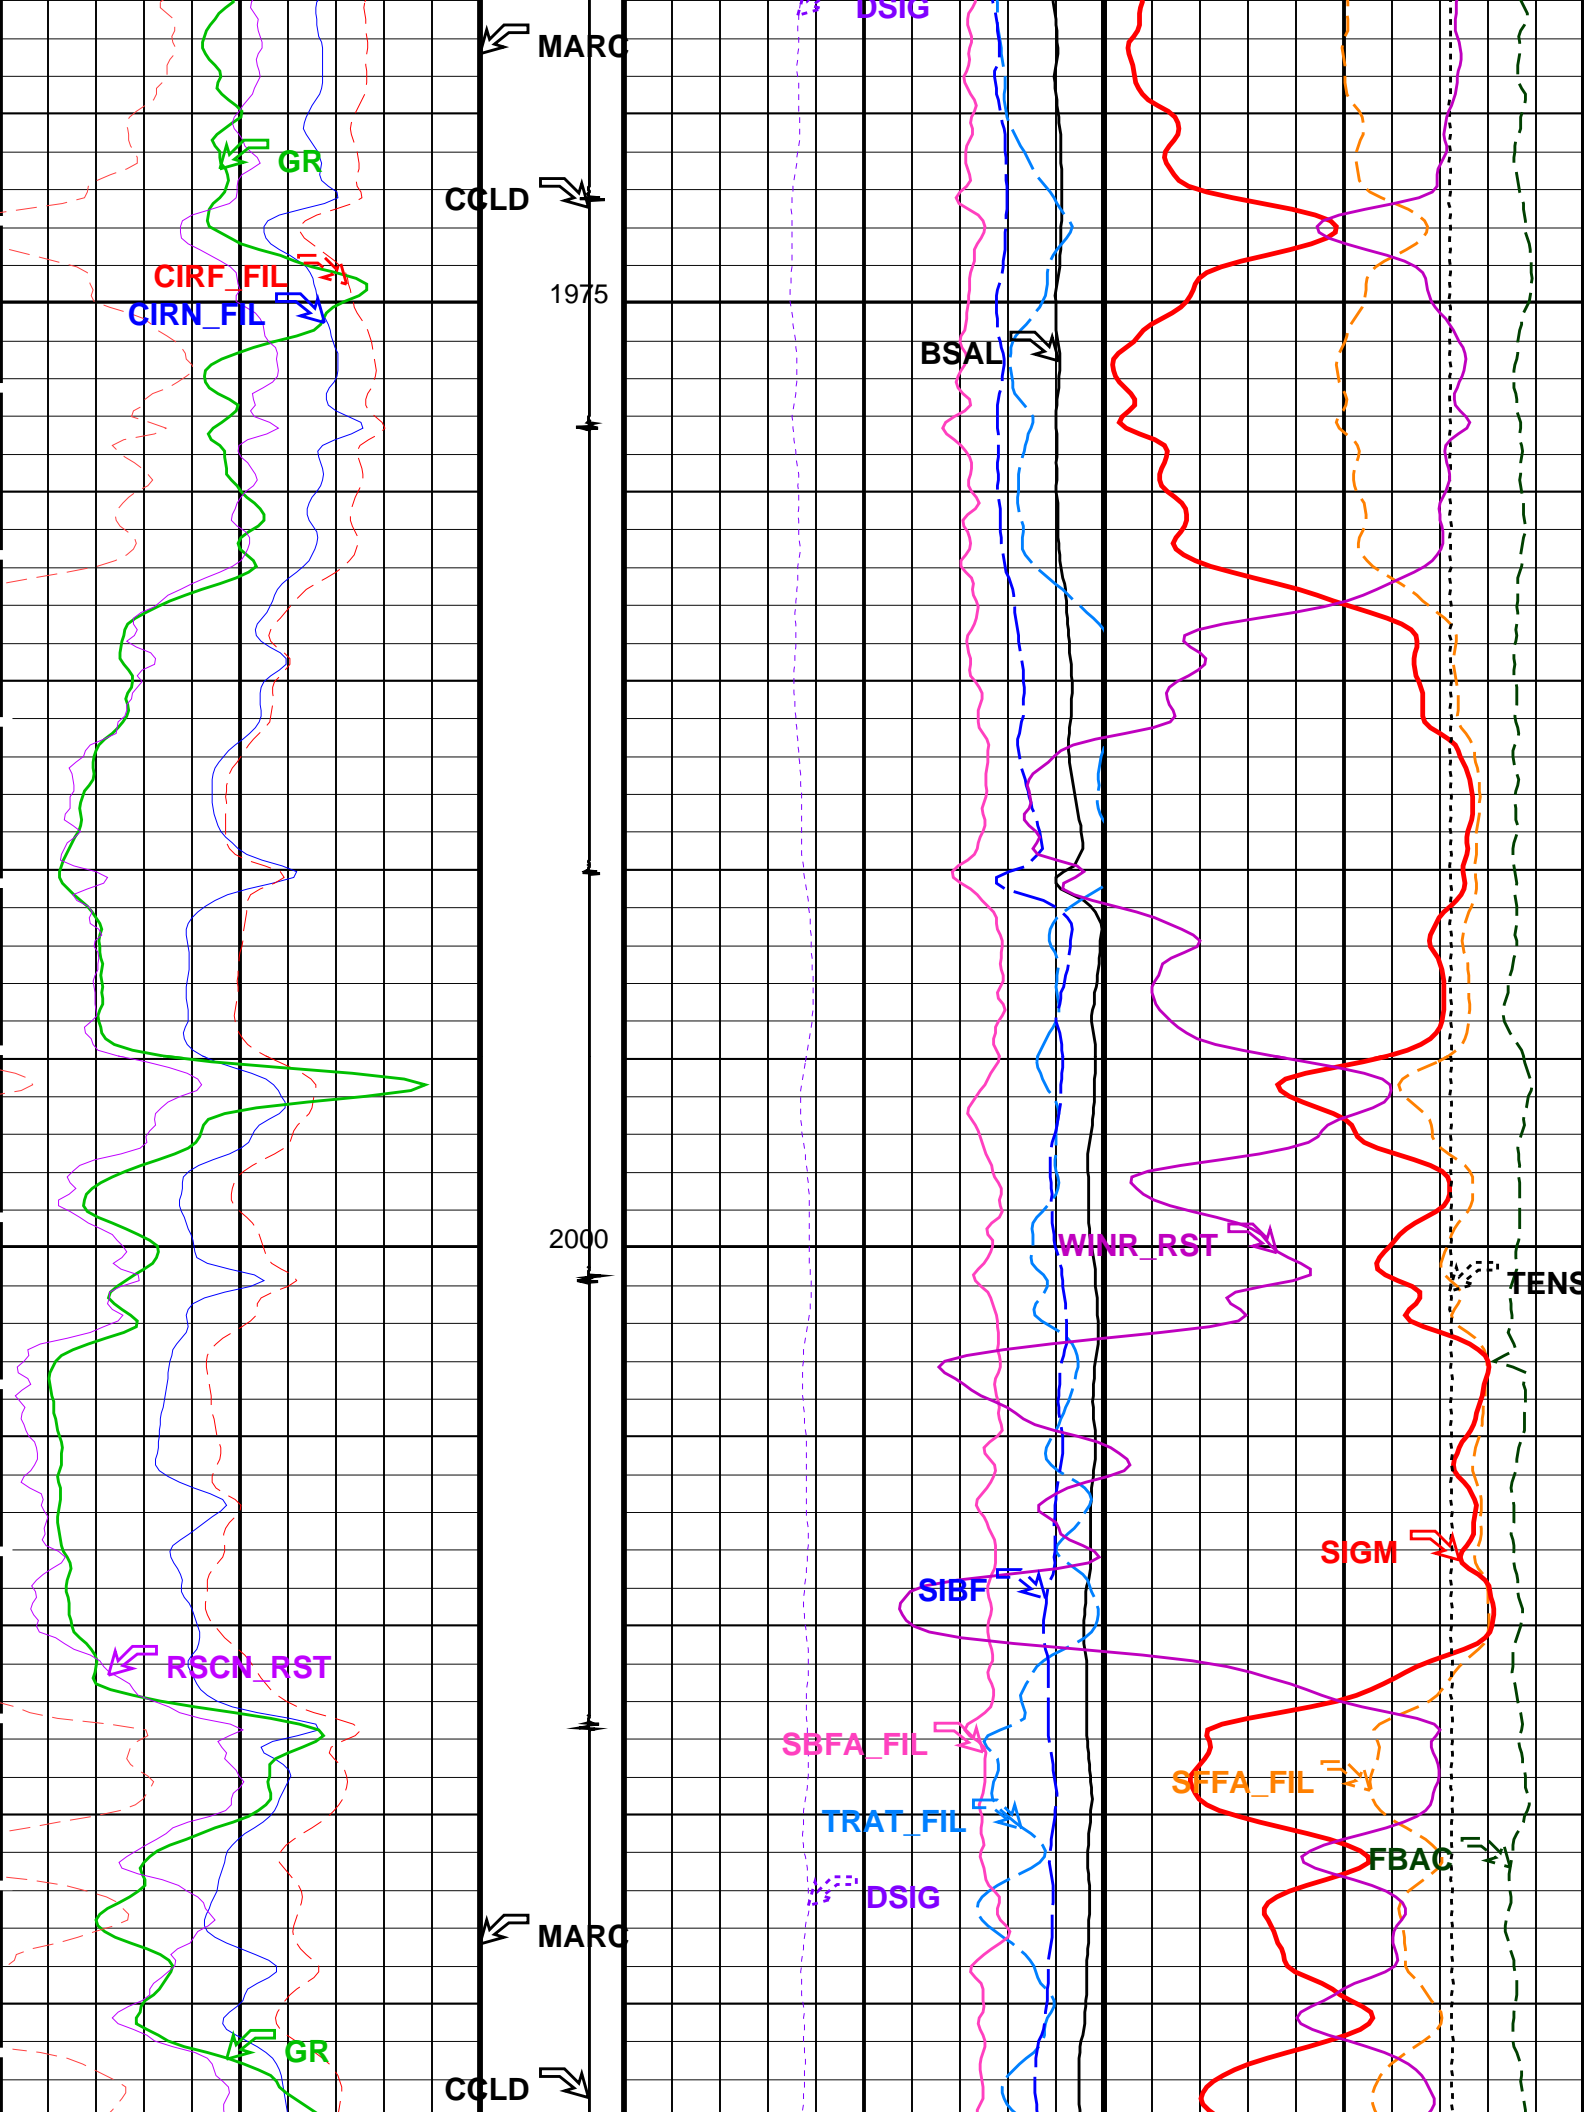 DSIG
MARC
GR
CCLD
CIRF_FIL
1975
CIRN_FIL
BSAL
2000
WINR_RST
TENS
SIGM
SIBF
RSCN_RST
SBFA_FIL
SFFA_FIL
TRAT_FIL
FBAC
DSIG
MARC
GR
CCLD